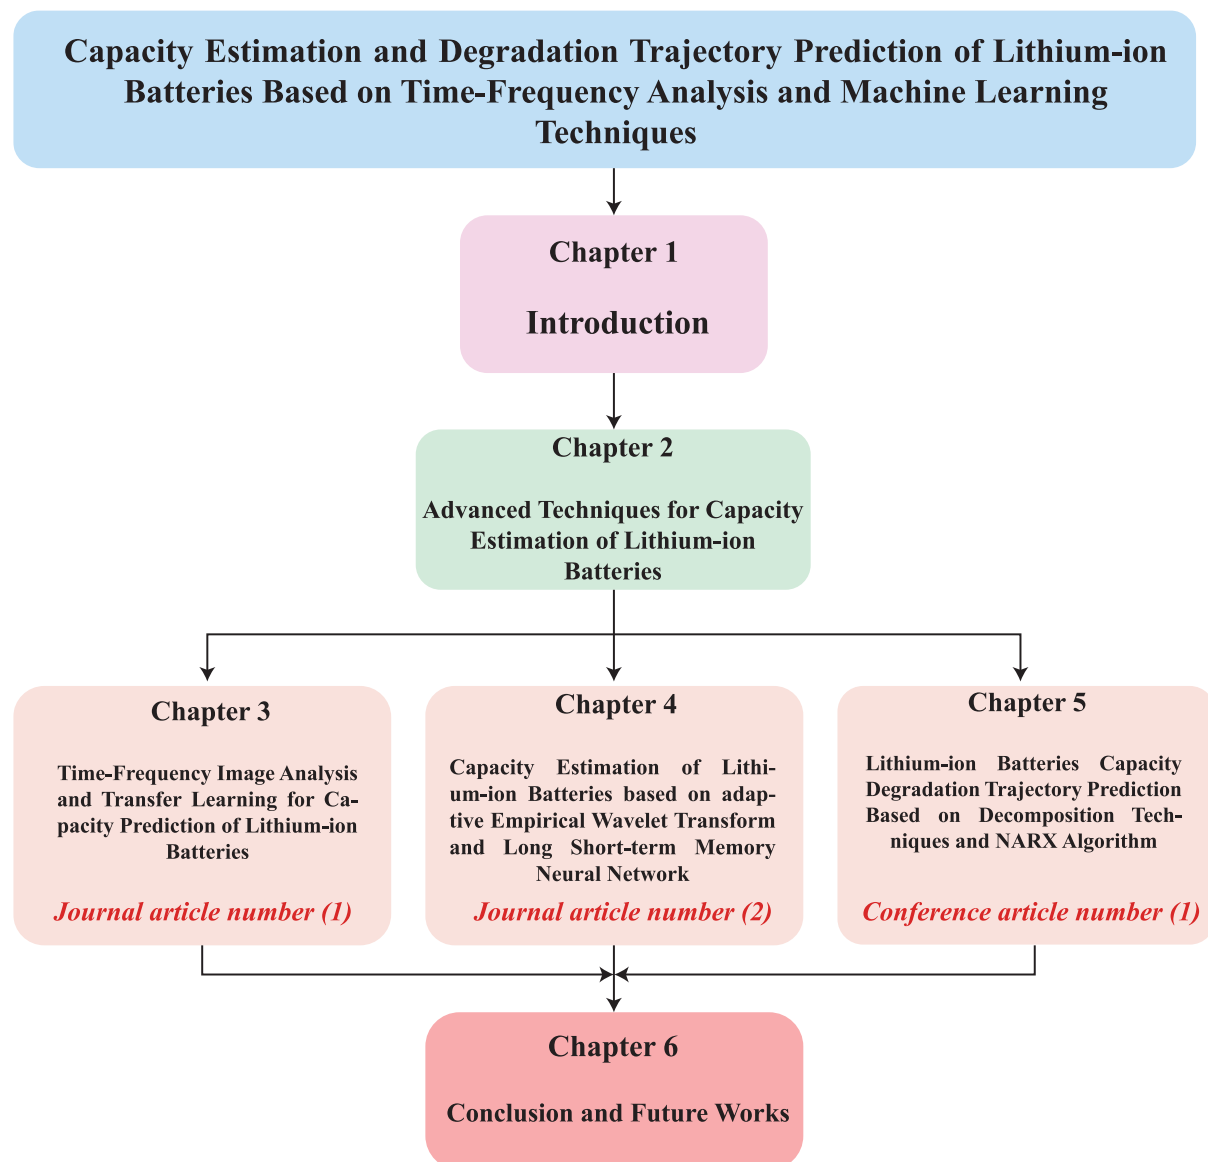 Capacity Estimation and Degradation Trajectory Prediction of Lithium-ion
Batteries Based on Time-Frequency Analysis and Machine Learning
Techniques
Chapter 1
Introduction
Chapter 2
Advanced Techniques for Capacity
Estimation of Lithium-ion
Batteries
Chapter 3
Time-Frequency Image Analysis
and Transfer Learning for Ca-
pacity Prediction of Lithium-ion
Batteries
Journal article number (1)
Chapter 4
Capacity Estimation of Lithi-
um-ion Batteries based on adap-
tive Empirical Wavelet Transform
and Long Short-term Memory
Neural Network
Journal article number (2)
Chapter 5
Lithium-ion Batteries Capacity
Degradation Trajectory Prediction
Based on Decomposition Tech-
niques and NARX Algorithm
Conference article number (1)
Chapter 6
Conclusion and Future Works